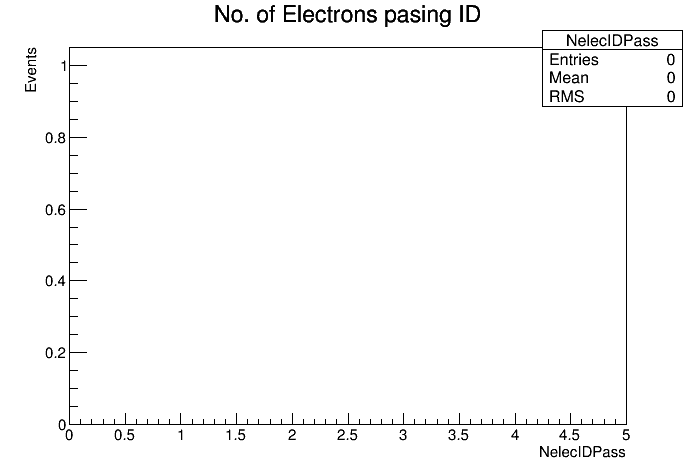 No. of Electrons pasing ID
NelecIDPass
Entries 0
Mean 0
RMS 0
Events
1
0.8
0.6
0.4
0.2
0
0 0.5 1 1.5 2 2.5 3 3.5 4 4.5 5
NelecIDPass